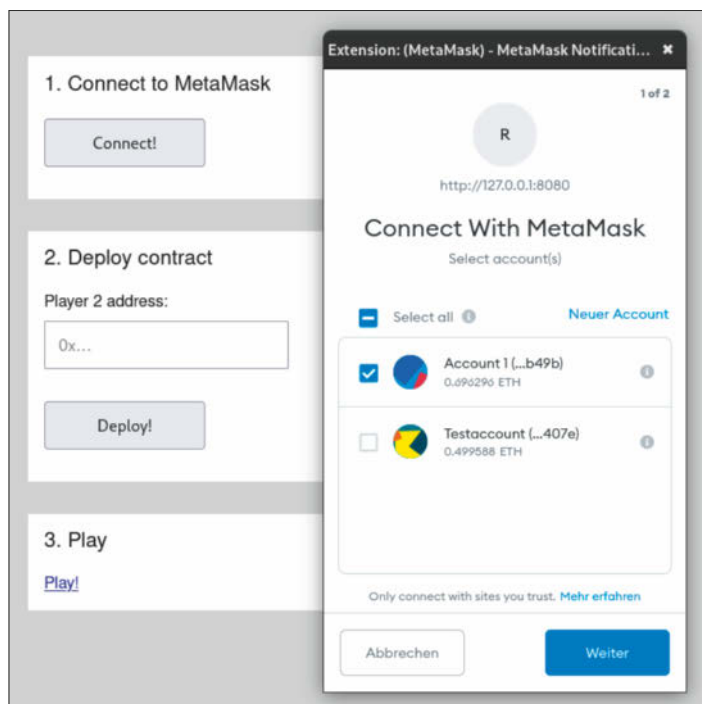 1. Connect to MetaMask
Connect!
2. Deploy contract
Player 2 address:
0x...
Deploy!
3. Play
Play!
Extension: (MetaMask) - MetaMask Notificati... ×
1 of 2
R
http://127.0.0.1:8080
Connect With MetaMask
Select account(s)
Select all
Neuer Account
Account 1 (...b49b)
0.696296 ETH
Testaccount (...407e)
0.499588 ETH
Only connect with sites you trust. Mehr erfahren
Abbrechen
Weiter